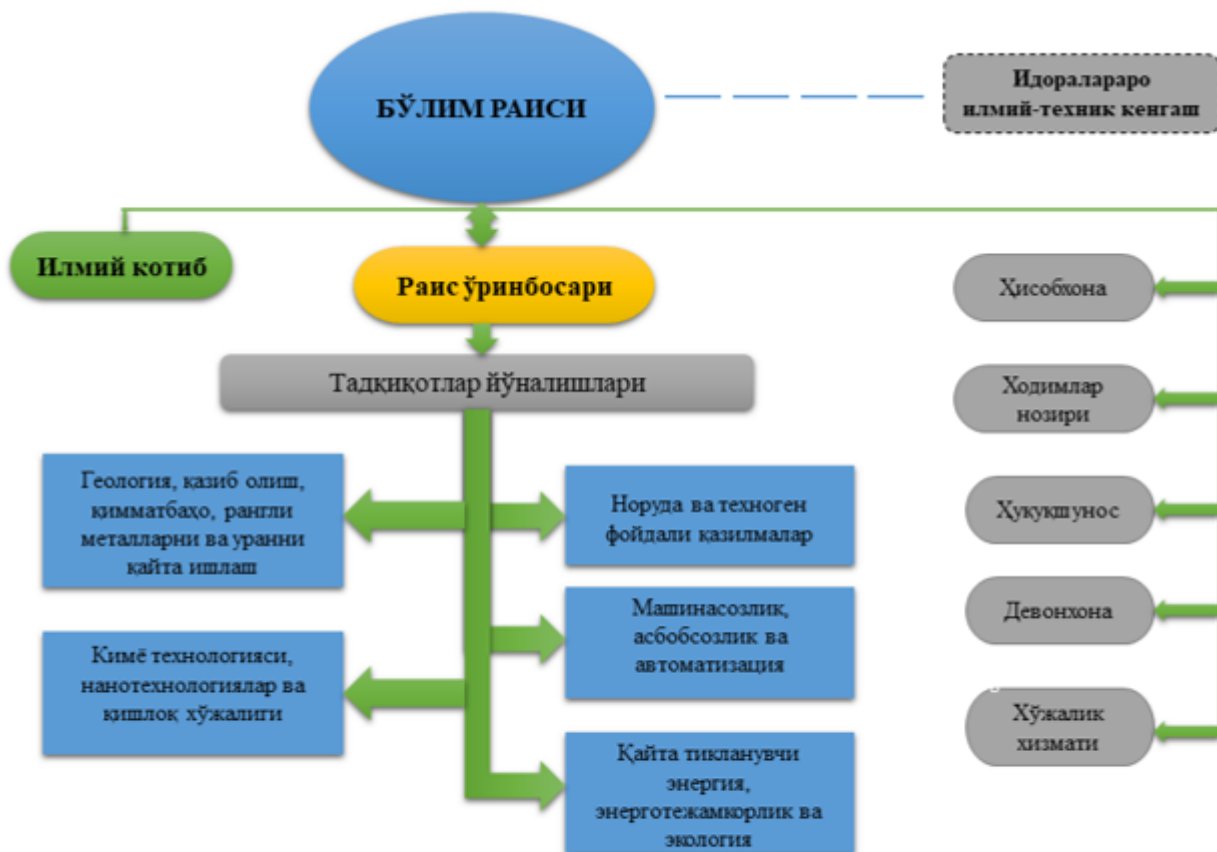 БЎЛИМ РАИСИ
Идоралараро
илмий-техник кенгаш
Илмий котиб
Раис ўринбосари
Тадқиқотлар йўналишлари
Геология, қазиб олиш,
қимматбаҳо, рангли
металларни ва уранни
қайта ишлаш
Кимё технологияси,
нанотехнологиялар ва
қишлоқ хўжалиги
Норуда ва техноген
фойдали қазилмалар
Машинасозлик,
асбобсозлик ва
автоматизация
Қайта тикланувчи
энергия,
энерготежамкорлик ва
экология
Ҳисобхона
Ходимлар
нозири
Ҳуқуқшунос
Девонхона
Хўжалик
хизмати